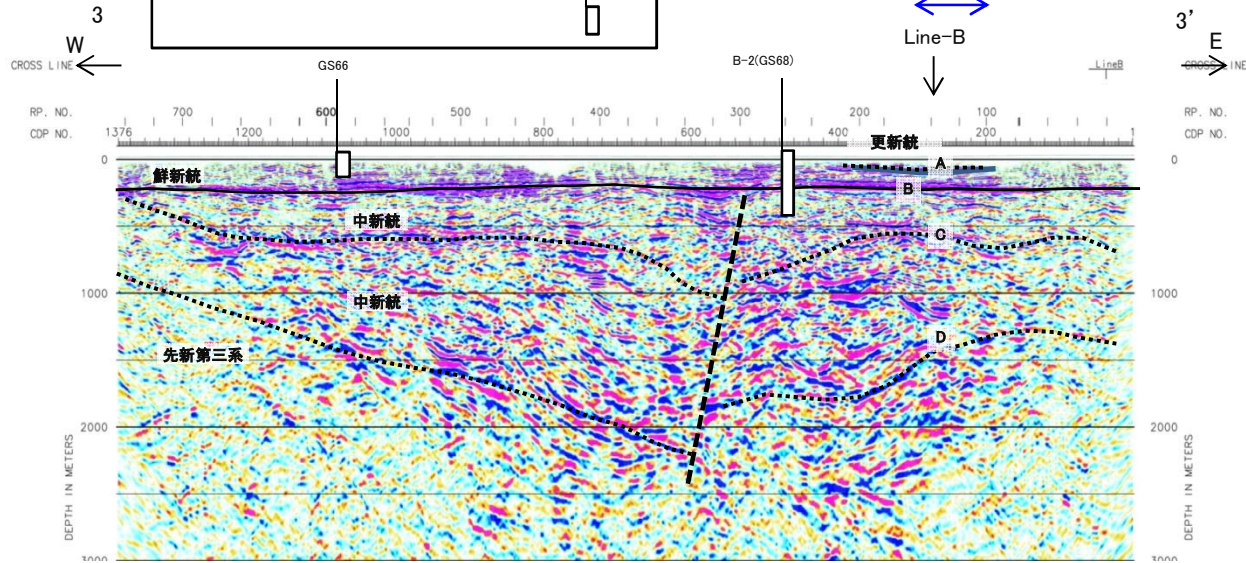 3
3’
W
Line-B
E
CROSS LINE
GS66
B-2(GS68)
LineB
CROSS LINE
RP. NO.
700
600
500
400
300
200
100
RP. NO.
CDP NO.
1376
1200
1000
800
600
400
200
1
CDP NO.
更新統
0
A
0
鮮新統
B
中新統
C
1000
中新統
1000
D
先新第三系
2000
2000
DEPTH IN METERS
DEPTH IN METERS
3000
3000